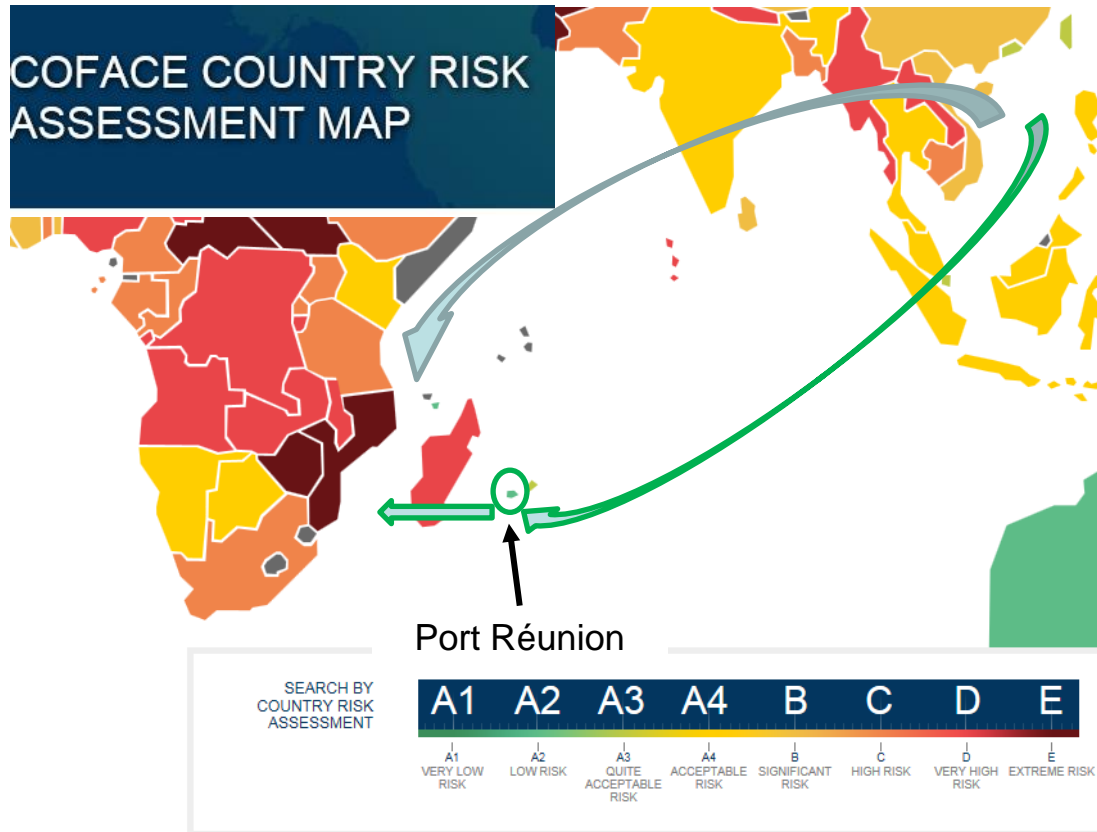 COFACE COUNTRY RISK
ASSESSMENT MAP
Port Réunion
SEARCH BY
COUNTRY RISK
ASSESSMENT
A1 A2 A3 A4 B C D E
A1
VERY LOW
RISK
A2
LOW RISK
A3
QUITE
ACCEPTABLE
RISK
A4
ACCEPTABLE
RISK
B
SIGNIFICANT
RISK
C
HIGH RISK
D
VERY HIGH
RISK
E
EXTREME RISK